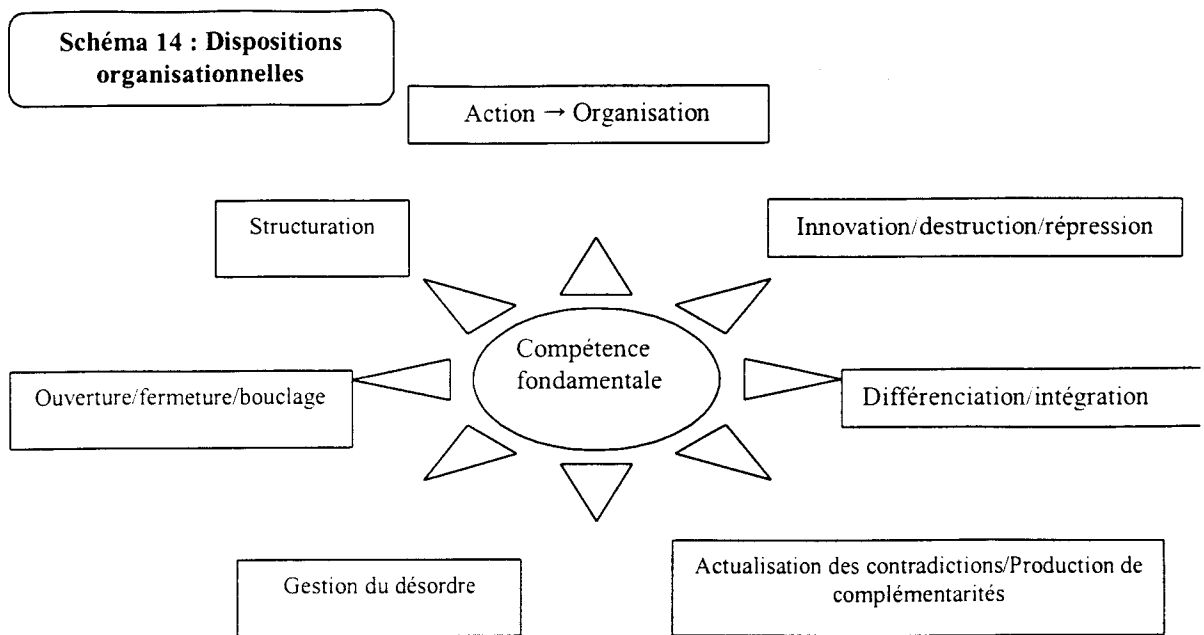 Schéma 14 : Dispositions
organisationnelles
Action → Organisation
Structuration
Innovation/destruction/répression
Compétence
fondamentale
Ouverture/fermeture/bouclage
Différenciation/intégration
Gestion du désordre
Actualisation des contradictions/Production de
complémentarités